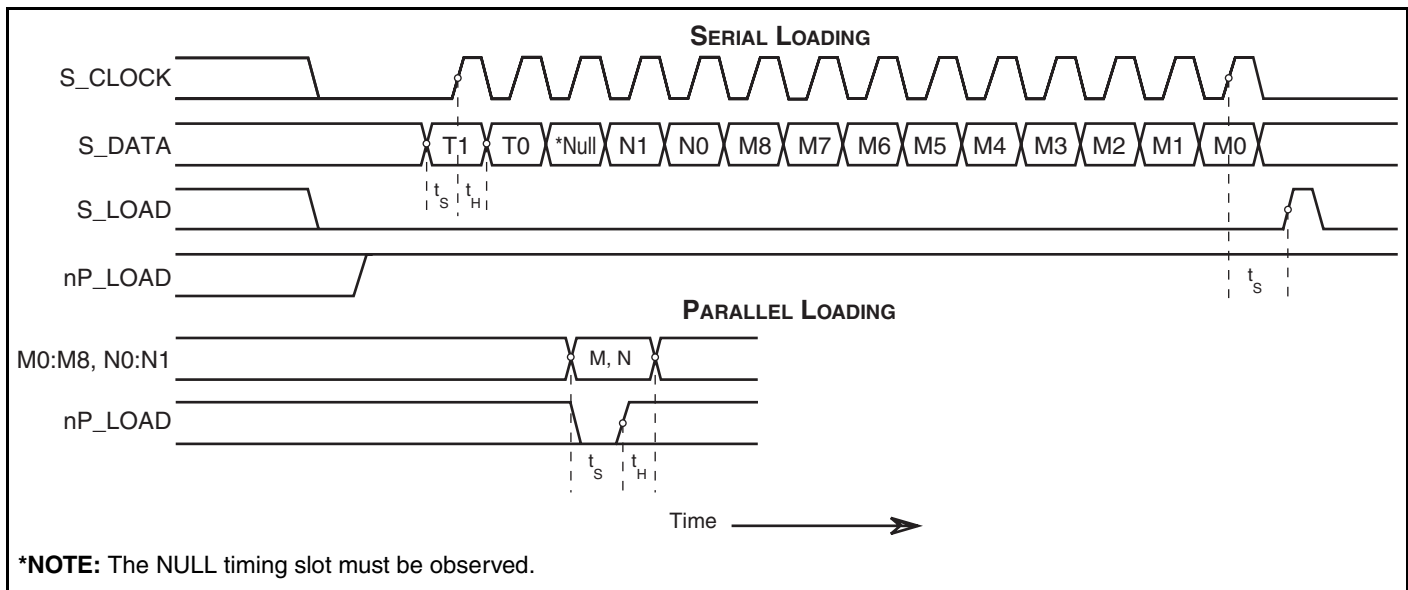 SERIAL LOADING
S_CLOCK
S_DATA
T1 T0 *Null N1 N0 M8 M7 M6 M5 M4 M3 M2 M1 M0
tS tH
S_LOAD
nP_LOAD
tS
PARALLEL LOADING
M0:M8, N0:N1
M, N
nP_LOAD
tS tH
Time
*NOTE: The NULL timing slot must be observed.